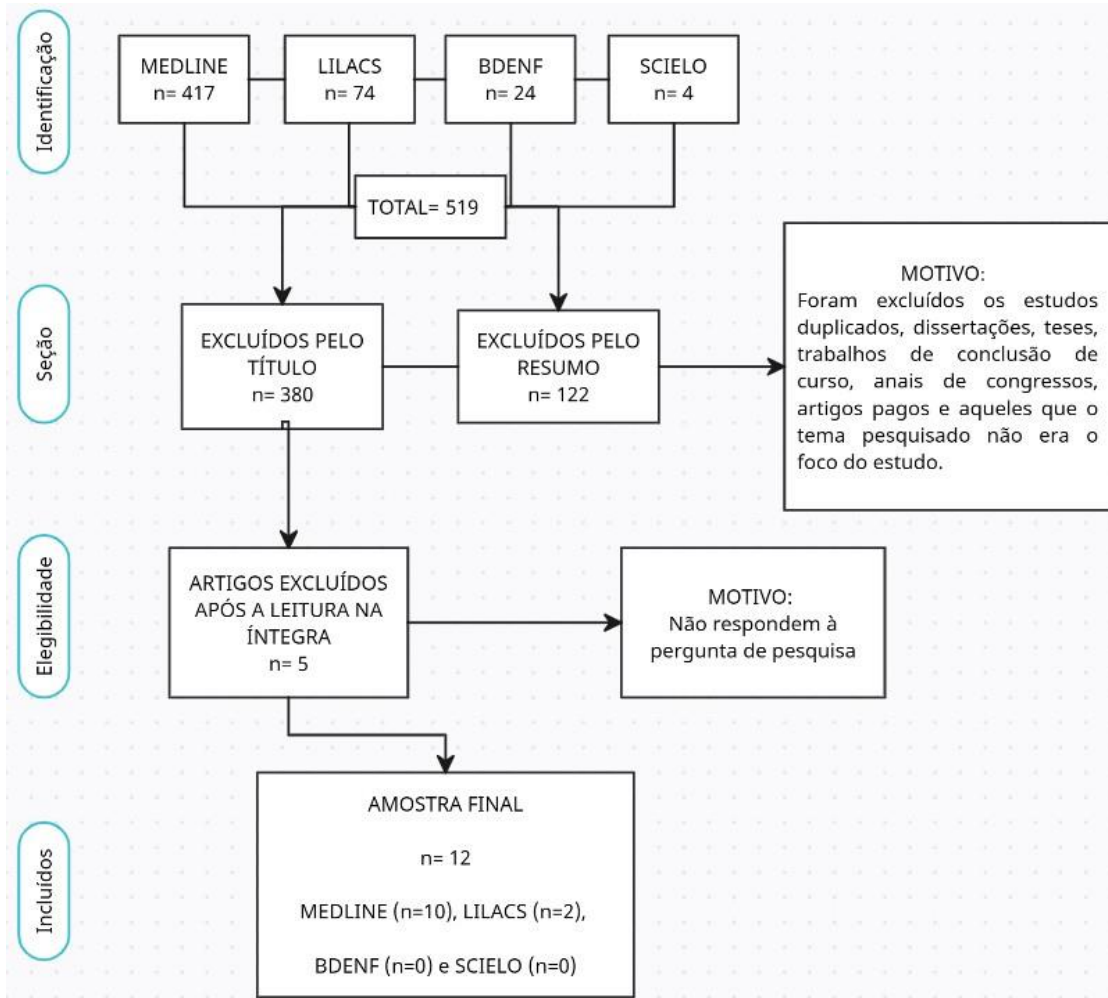 Identificação
MEDLINE
n= 417
LILACS
n= 74
BDENF
n= 24
SCIELO
n= 4
TOTAL= 519
Seção
EXCLUÍDOS PELO
TÍTULO
n= 380
EXCLUÍDOS PELO
RESUMO
n= 122
MOTIVO:
Foram excluídos os estudos
duplicados, dissertações, teses,
trabalhos de conclusão de
curso, anais de congressos,
artigos pagos e aqueles que o
tema pesquisado não era o
foco do estudo.
Elegibilidade
ARTIGOS EXCLUÍDOS
APÓS A LEITURA NA
ÍNTEGRA
n= 5
MOTIVO:
Não respondem à
pergunta de pesquisa
Incluídos
AMOSTRA FINAL
n= 12
MEDLINE (n=10), LILACS (n=2),
BDENF (n=0) e SCIELO (n=0)